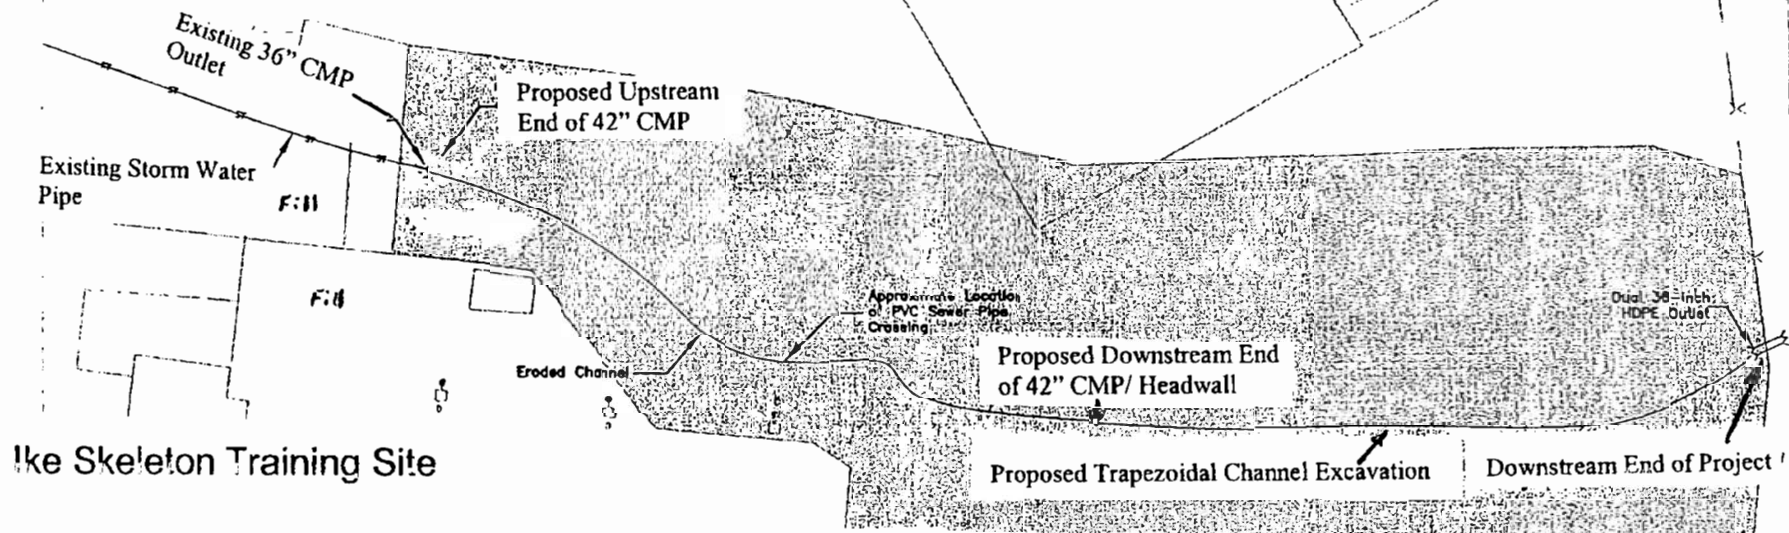 Existing 36” CMP
Outlet
Proposed Upstream
End of 42” CMP
Existing Storm Water
Pipe
Fill
Fill
Approximate Location
of PVC Sewer Pipe
Crossing
Dual 36-inch
HDPE Outlet
Eroded Channel
Proposed Downstream End
of 42” CMP/ Headwall
Ike Skeleton Training Site
Proposed Trapezoidal Channel Excavation
Downstream End of Project